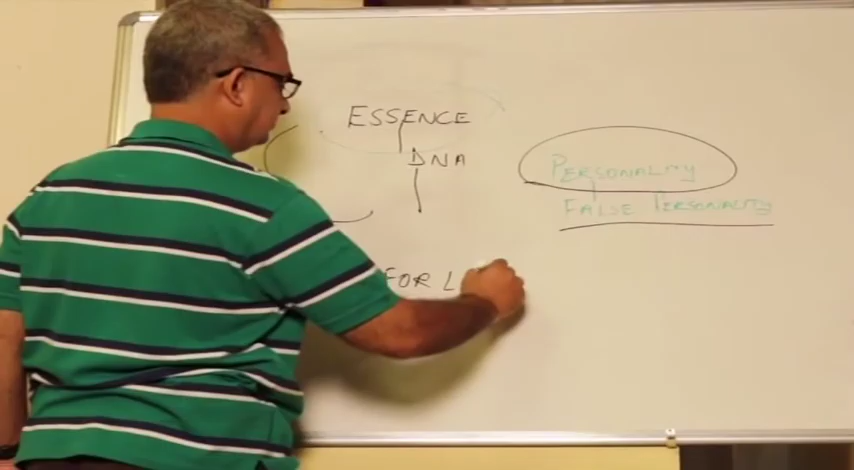 ESSENCE
DNA
PERSONALITY
FALSE PERSONALITY
FOR L